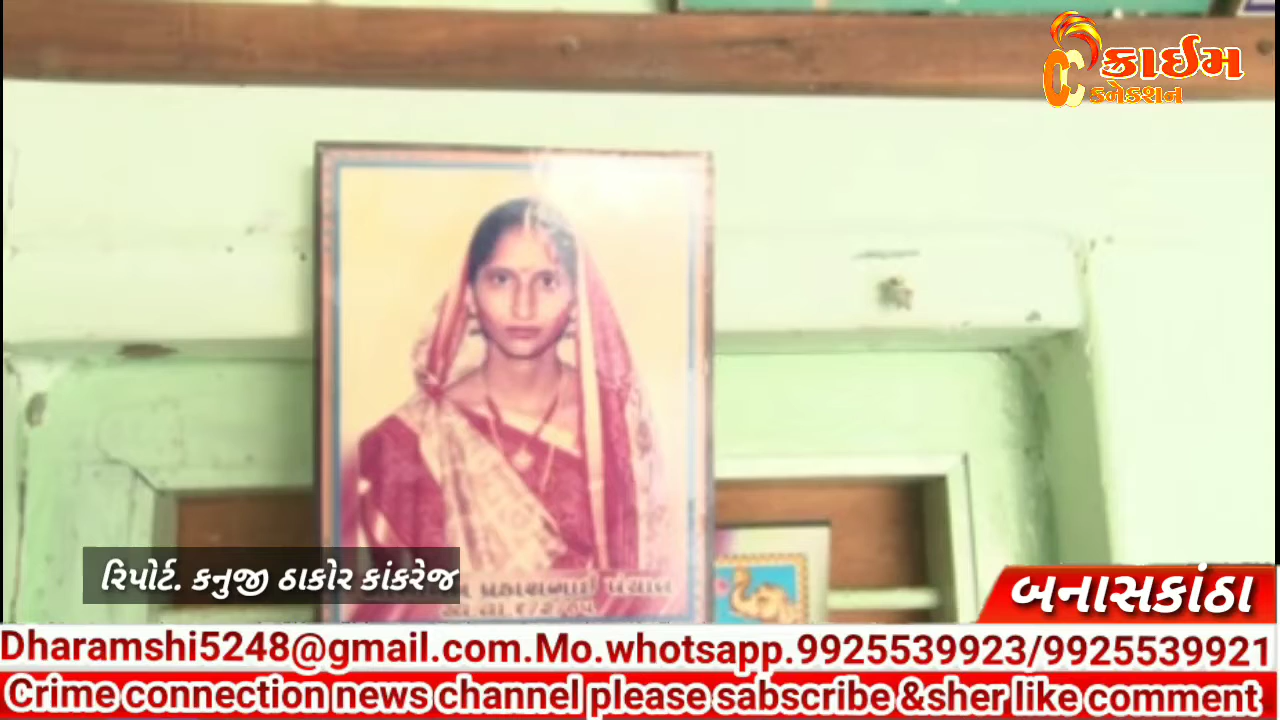 ક્રાઈમ
કનેકશન
રિપોર્ટ. કનુજી ઠાકોર કાંકરેજ
બનાસકાંઠા
Dharamshi5248@gmail.com.Mo.whotsapp.9925539923/9925539921
Crime connection news channel please sabscribe &sher like comment